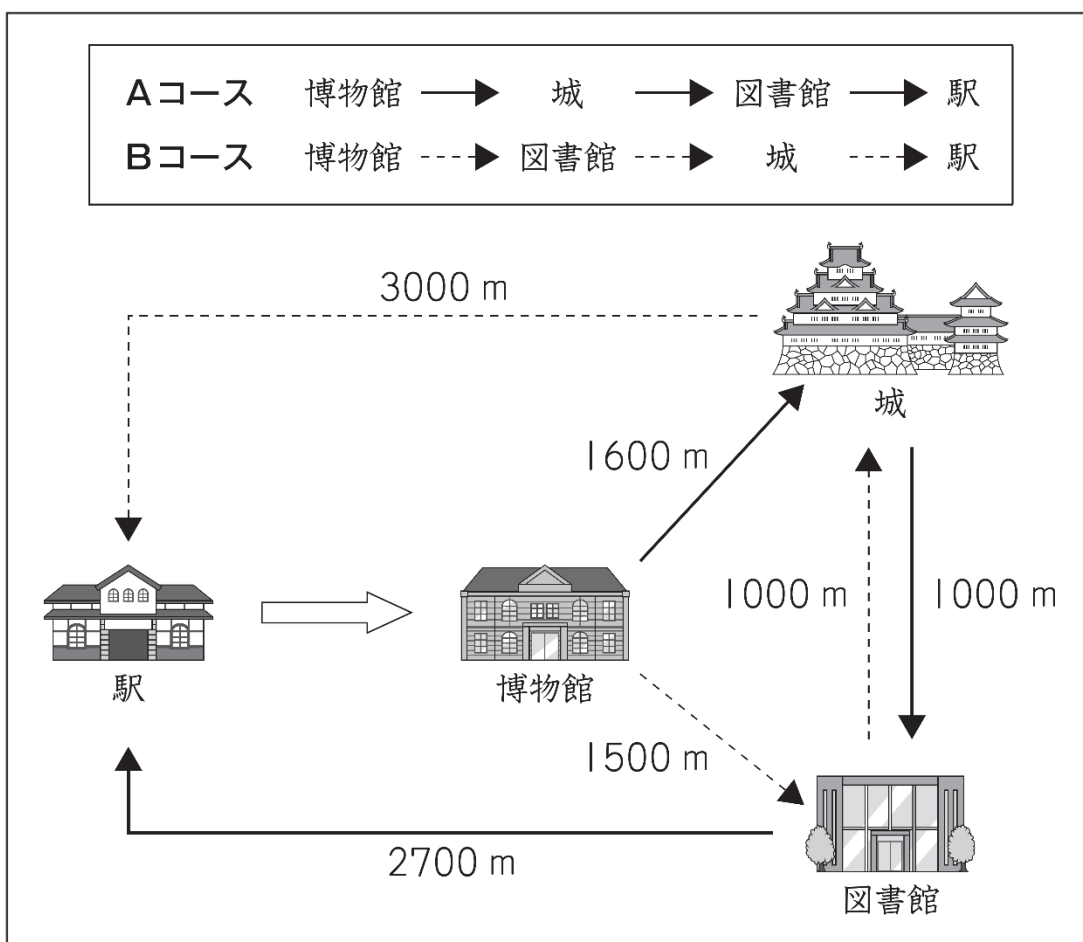 Aコース 博物館 城 図書館 駅
Bコース 博物館 図書館 城 駅
3000 m
城
1600 m
1000 m 1000 m
駅 博物館
1500 m
2700 m
図書館